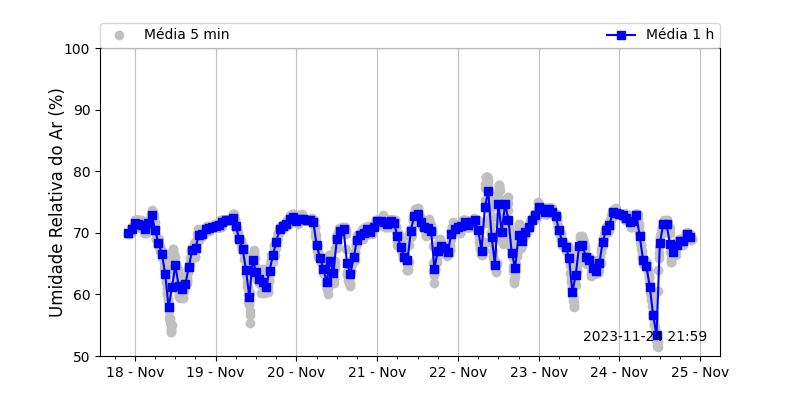 Média 5 min
Média 1 h
Umidade Relativa do Ar (%)
100
90
80
70
60
50
2023-11-24 21:59
18 - Nov
19 - Nov
20 - Nov
21 - Nov
22 - Nov
23 - Nov
24 - Nov
25 - Nov